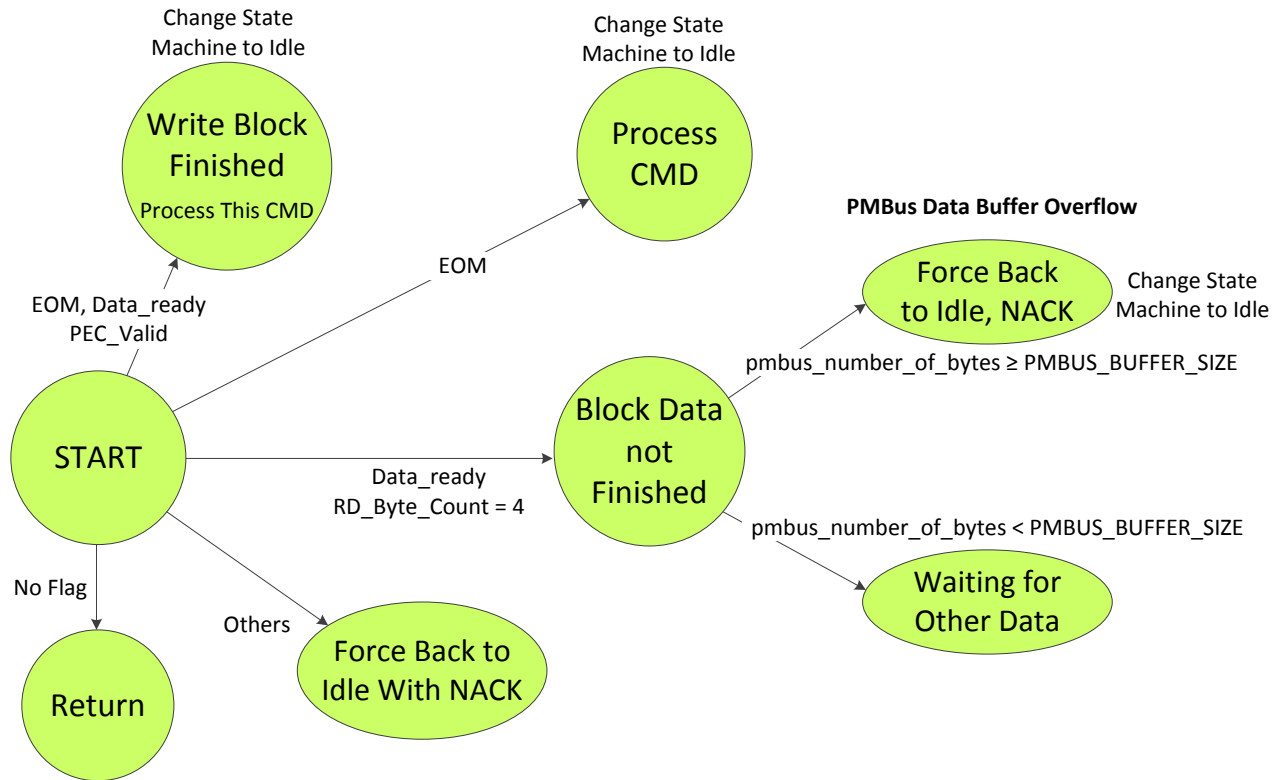 Change State
Machine to Idle
Write Block
Finished
Process This CMD
Change State
Machine to Idle
Process
CMD
PMBus Data Buffer Overflow
Force Back
to Idle, NACK
Change State
Machine to Idle
EOM
EOM, Data_ready
PEC_Valid
pmbus_number_of_bytes ≥ PMBUS_BUFFER_SIZE
START
Block Data
not
Finished
Data_ready
RD_Byte_Count = 4
pmbus_number_of_bytes < PMBUS_BUFFER_SIZE
Waiting for
Other Data
No Flag
Others
Force Back to
Idle With NACK
Return